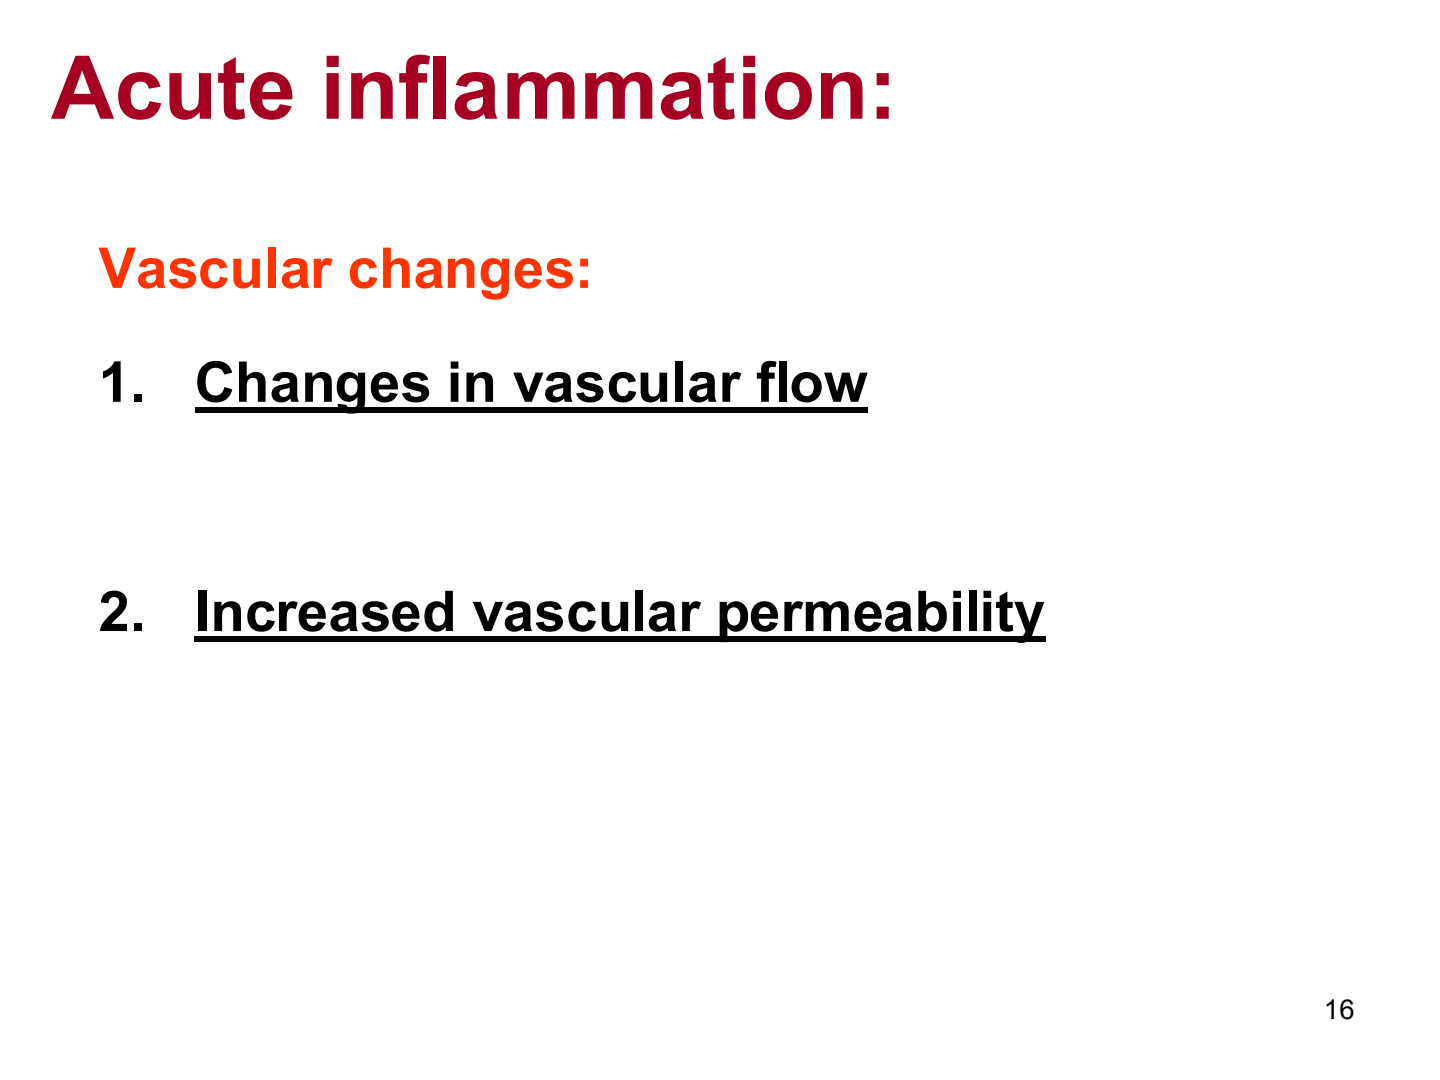 Acute inflammation:
Vascular changes:
1. Changes in vascular flow
2. Increased vascular permeability
16